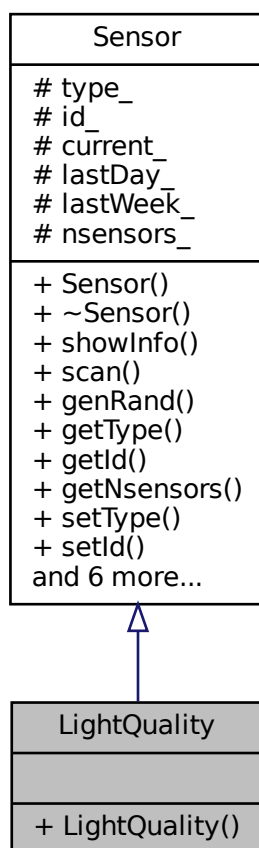 Sensor
# type_
# id_
# current_
# lastDay_
# lastWeek_
# nsensors_
+ Sensor()
+ ~Sensor()
+ showInfo()
+ scan()
+ genRand()
+ getType()
+ getId()
+ getNsensors()
+ setType()
+ setId()
and 6 more...
LightQuality
+ LightQuality()